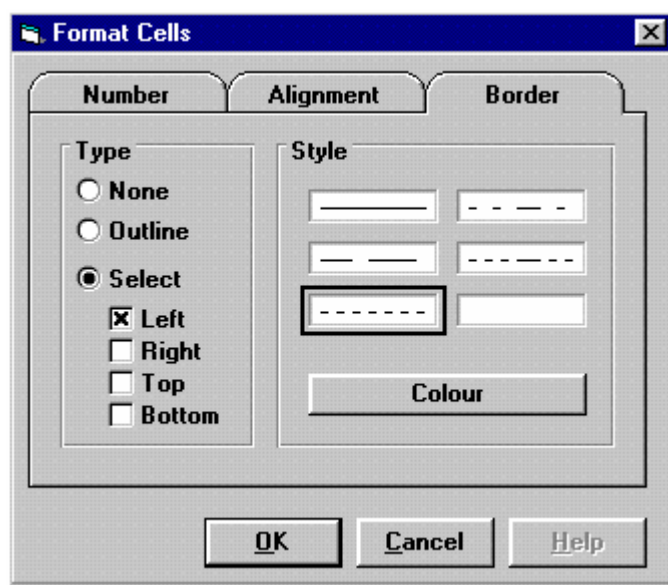 Format Cells
Number Alignment Border
Type
None
Outline
Select
Left
Right
Top
Bottom
Style
Colour
OK Cancel Help